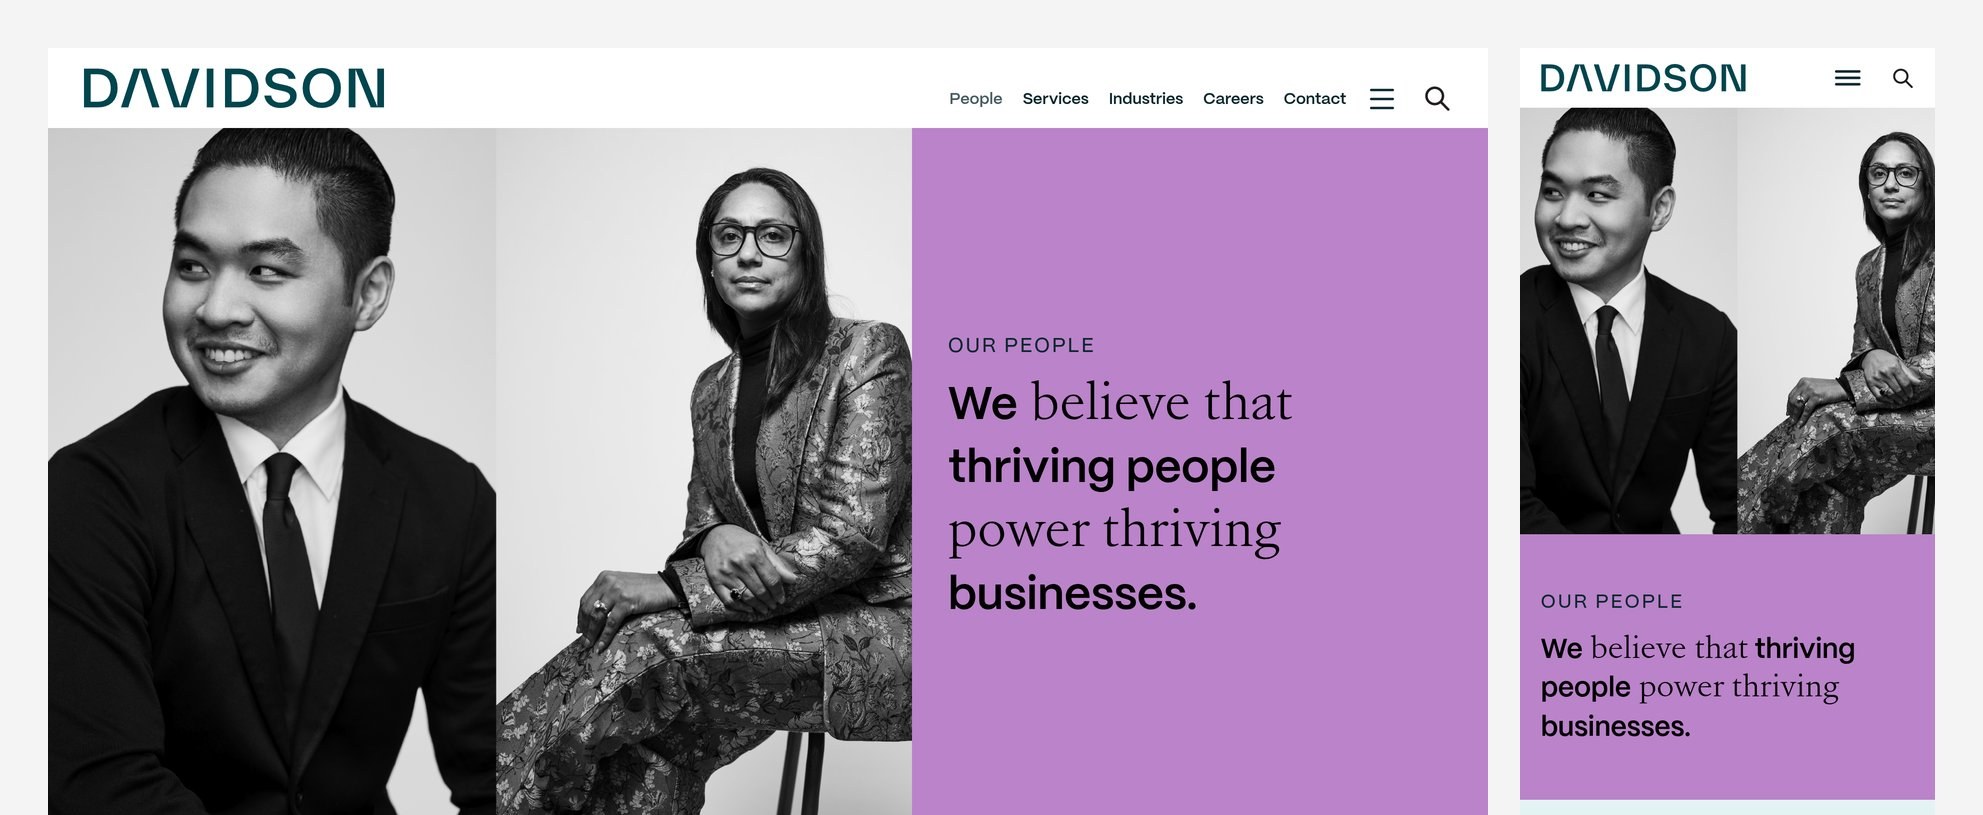 DAVIDSON
People Services Industries Careers Contact
OUR PEOPLE
We believe that
thriving people
power thriving
businesses.
DAVIDSON
OUR PEOPLE
We believe that thriving
people power thriving
businesses.